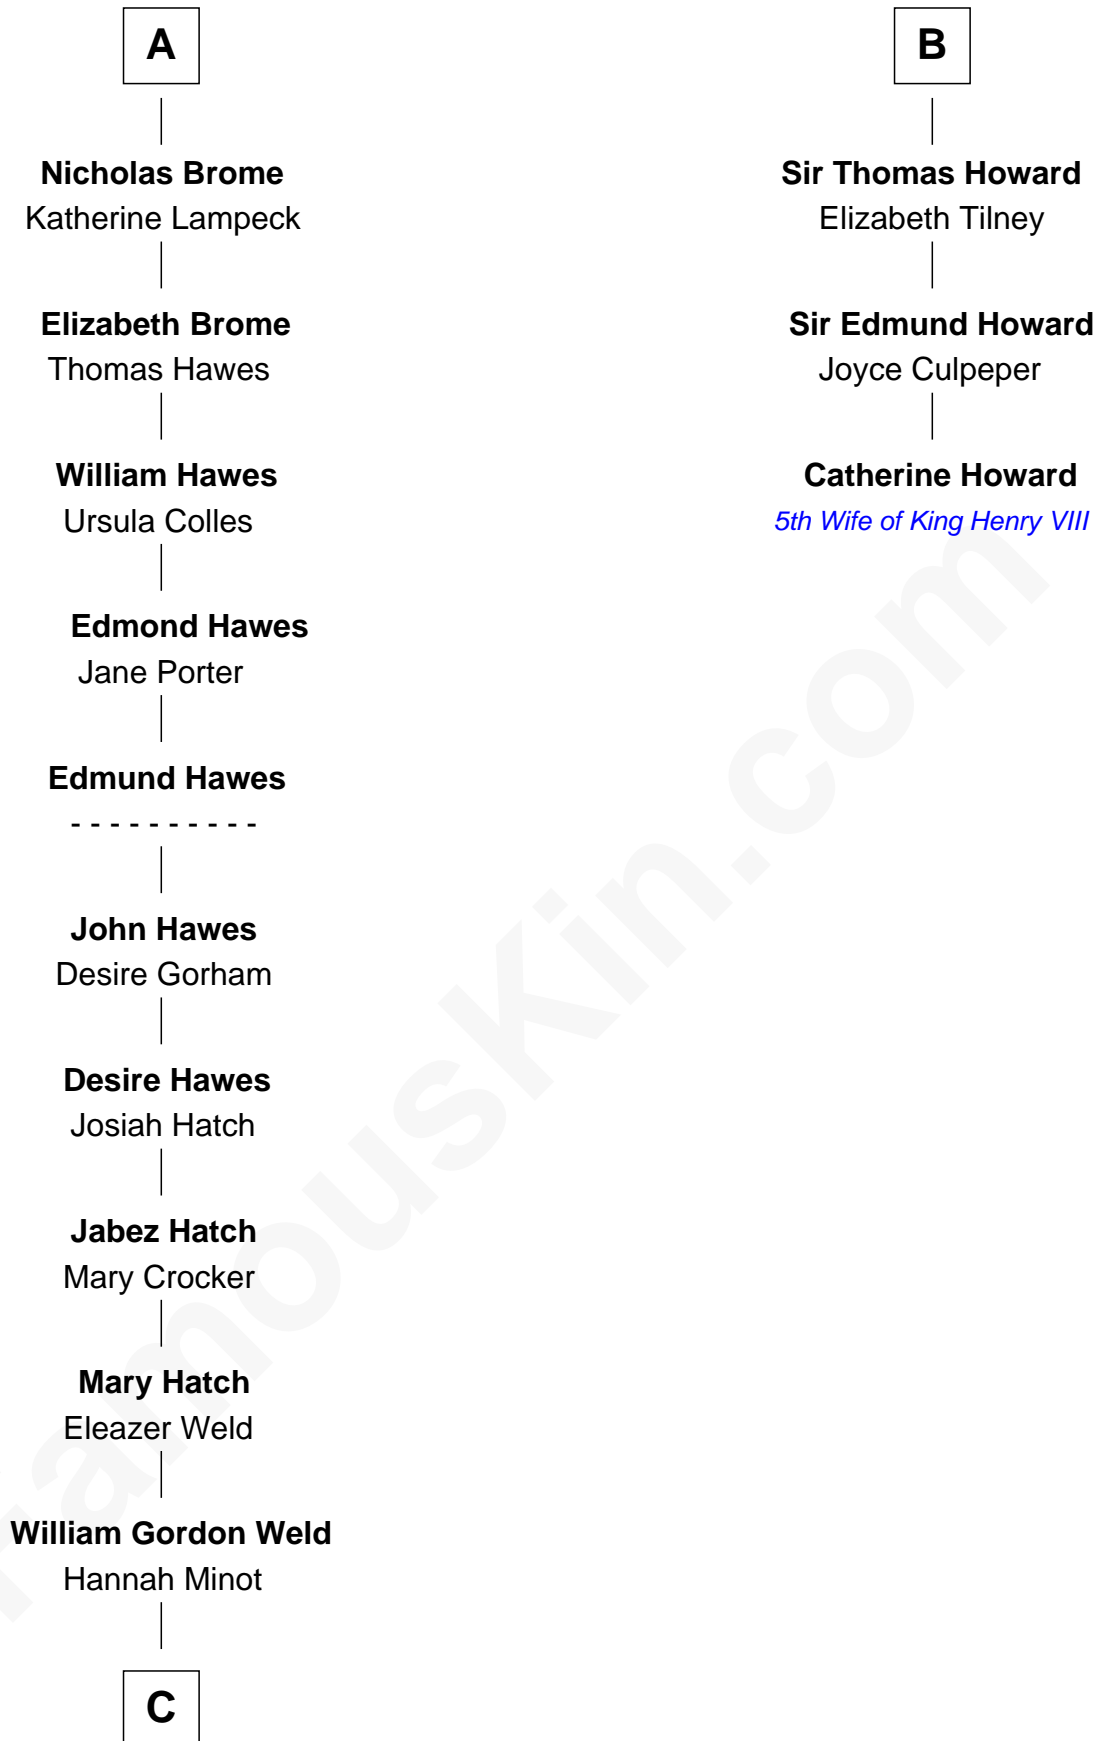 A
Nicholas Brome
Katherine Lampeck
Elizabeth Brome
Thomas Hawes
William Hawes
Ursula Colles
Edmond Hawes
Jane Porter
Edmund Hawes
- - - - - - - - - -
John Hawes
Desire Gorham
Desire Hawes
Josiah Hatch
Jabez Hatch
Mary Crocker
Mary Hatch
Eleazer Weld
William Gordon Weld
Hannah Minot
C
B
Sir Thomas Howard
Elizabeth Tilney
Sir Edmund Howard
Joyce Culpeper
Catherine Howard
5th Wife of King Henry VIII
FamousKin.com